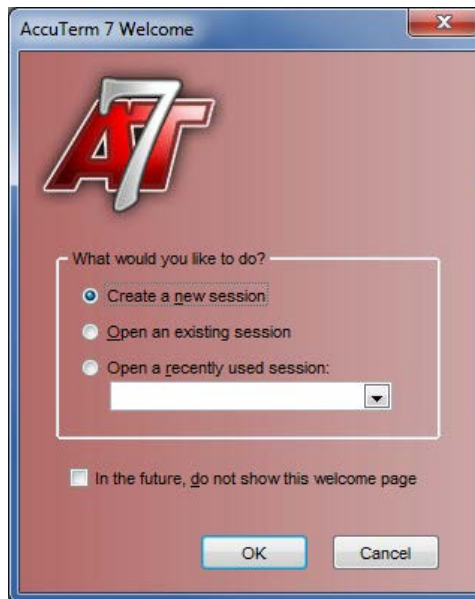 AccuTerm 7 Welcome
A7T
What would you like to do?
Create a new session
Open an existing session
Open a recently used session:
In the future, do not show this welcome page
OK
Cancel